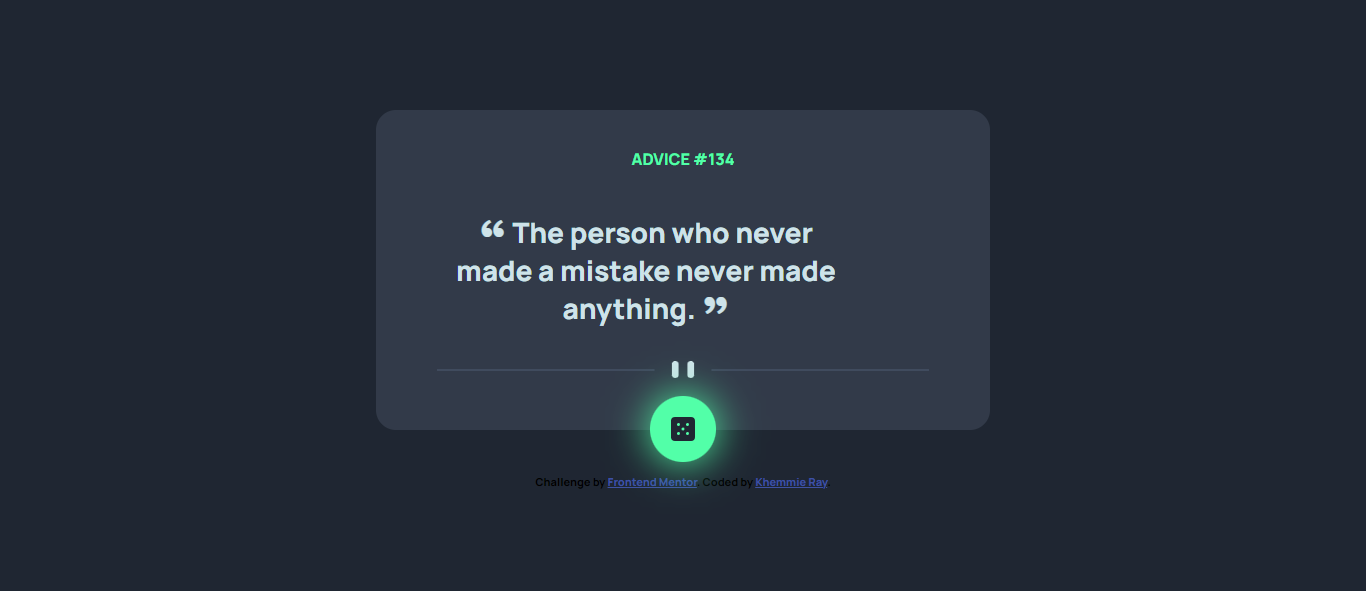 ADVICE #134
“ The person who never
made a mistake never made
anything. ”
Challenge by Frontend Mentor. Coded by Khemmie Ray.